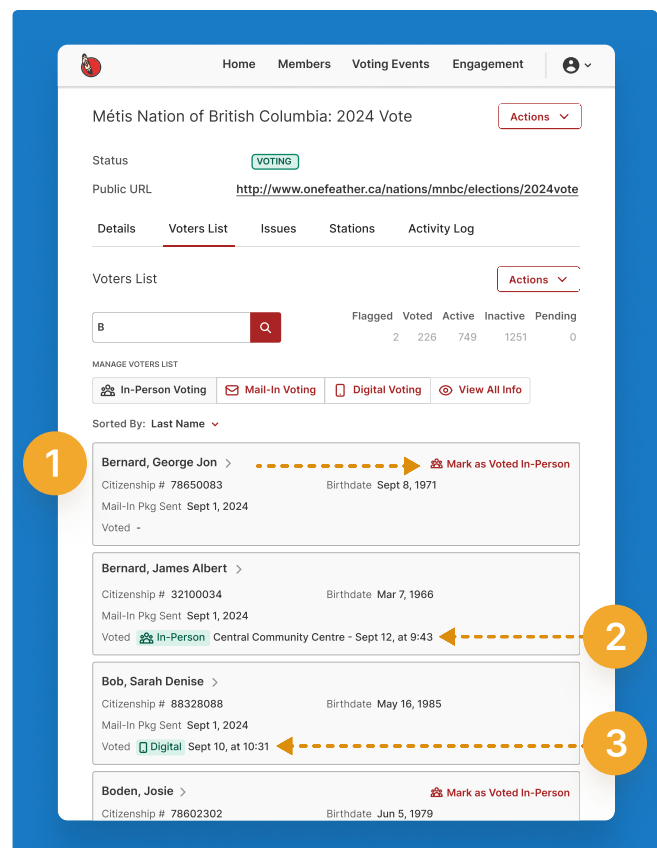 Home Members Voting Events Engagement
Métis Nation of British Columbia: 2024 Vote Actions
Status VOTING
Public URL http://www.onefeather.ca/nations/mnbc/elections/2024vote
Details Voters List Issues Stations Activity Log
Voters List Actions
Flagged Voted Active Inactive Pending
B
2 226 749 1251 0
MANAGE VOTERS LIST
In-Person Voting Mail-In Voting Digital Voting View All Info
Sorted By: Last Name
1
Bernard, George Jon Mark as Voted In-Person
Citizenship # 78650083 Birthdate Sept 8, 1971
Mail-In Pkg Sent Sept 1, 2024
Voted -
Bernard, James Albert
Citizenship # 32100034 Birthdate Mar 7, 1966
Mail-In Pkg Sent Sept 1, 2024
Voted In-Person Central Community Centre - Sept 12, at 9:43
2
Bob, Sarah Denise
Citizenship # 88328088 Birthdate May 16, 1985
Mail-In Pkg Sent Sept 1, 2024
Voted Digital Sept 10, at 10:31
3
Boden, Josie Mark as Voted In-Person
Citizenship # 78602302 Birthdate Jun 5, 1979